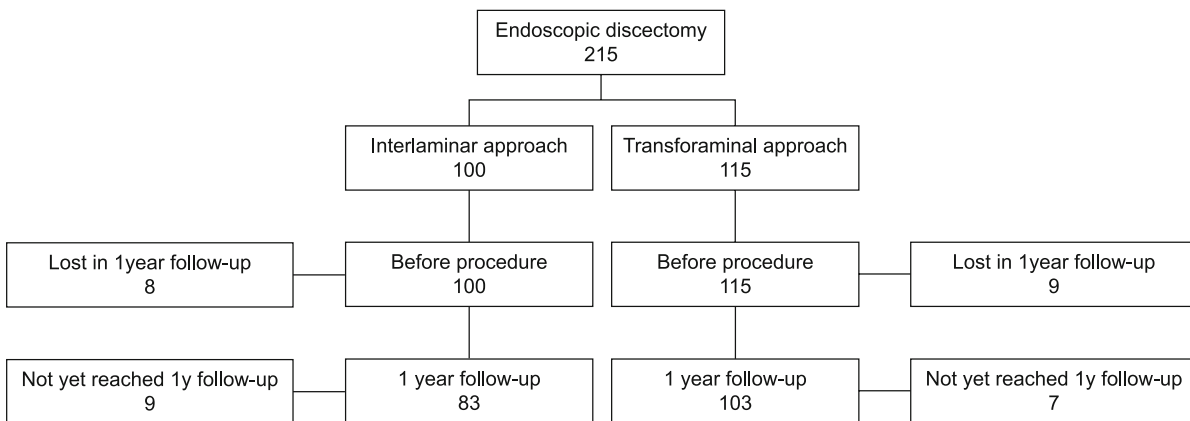 Endoscopic discectomy
215
Interlaminar approach
100
Transforaminal approach
115
Lost in 1year follow-up
8
Before procedure
100
Before procedure
115
Lost in 1year follow-up
9
Not yet reached 1y follow-up
9
1 year follow-up
83
1 year follow-up
103
Not yet reached 1y follow-up
7